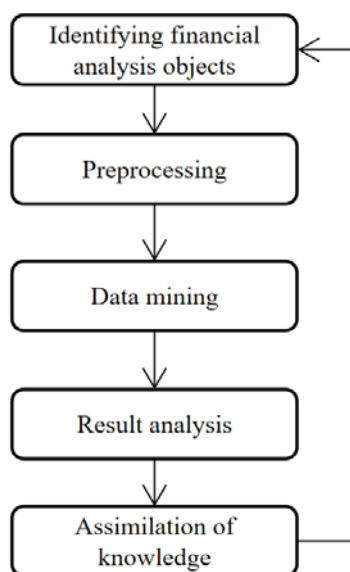 Identifying financial
analysis objects
Preprocessing
Data mining
Result analysis
Assimilation of
knowledge